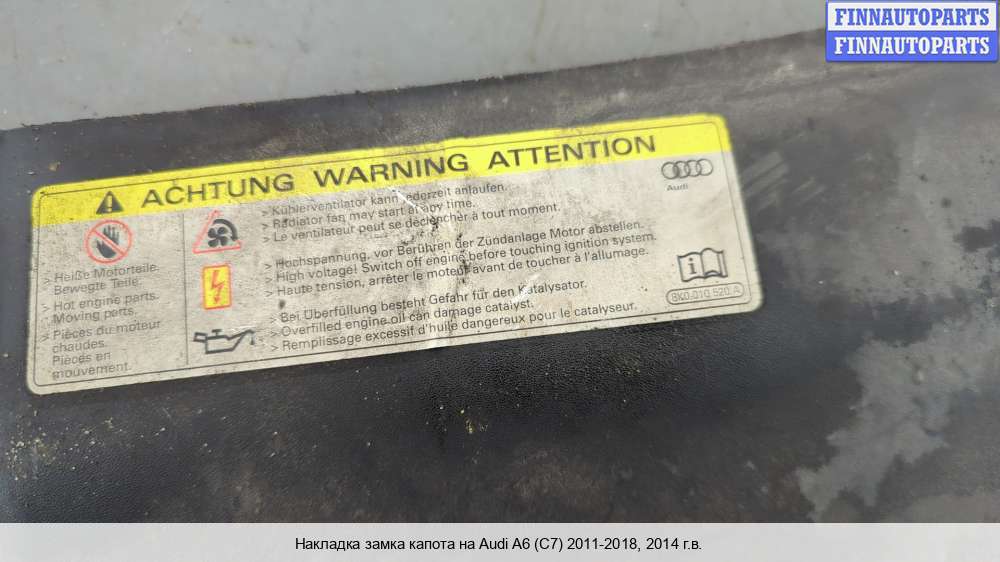 FINNAUTOPARTS
FINNAUTOPARTS
ACHTUNG WARNING ATTENTION
Audi
> Heiße Motorteile.
Bewegte Teile.
> Hot engine parts.
Moving parts.
> Pièces du moteur
chaudes.
Pièces en
mouvement.
> Kühlerventilator kann jederzeit anlaufen.
> Radiator fan may start at any time.
> Le ventilateur peut se déclencher à tout moment.
> Hochspannung, vor Berühren der Zündanlage Motor abstellen.
> High voltage! Switch off engine before touching ignition system.
> Haute tension, arrêter le moteur avant de toucher à l'allumage.
> Bei Überfüllung besteht Gefahr für den Katalysator.
> Overfilled engine oil can damage catalyst.
> Remplissage excessif d'huile dangereux pour le catalyseur.
8K0.010.520.A
Накладка замка капота на Audi A6 (C7) 2011-2018, 2014 г.в.